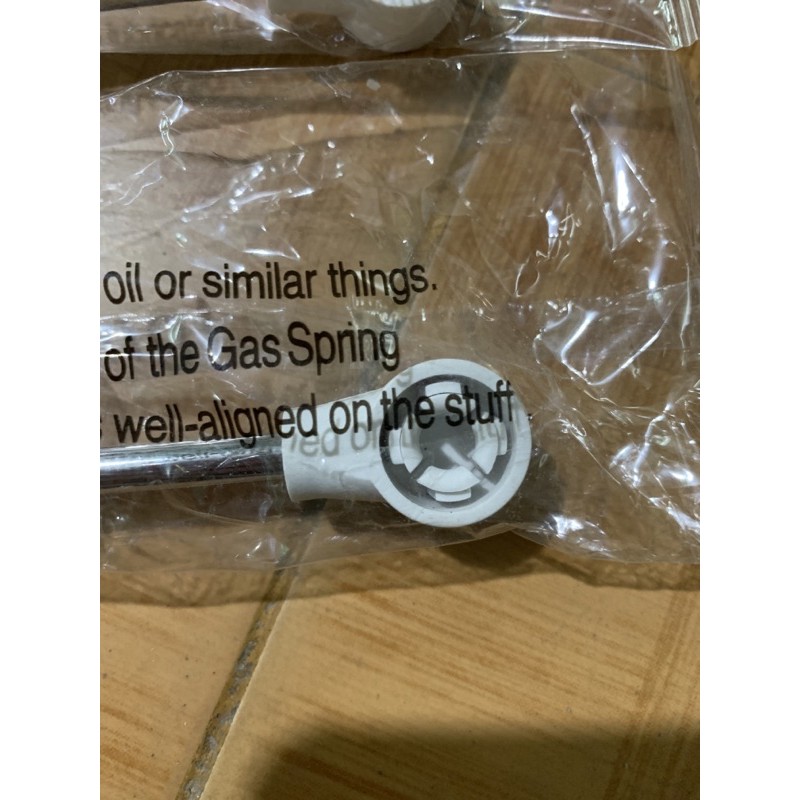 oil or similar things.
of the Gas Spring
well-aligned on the stuff